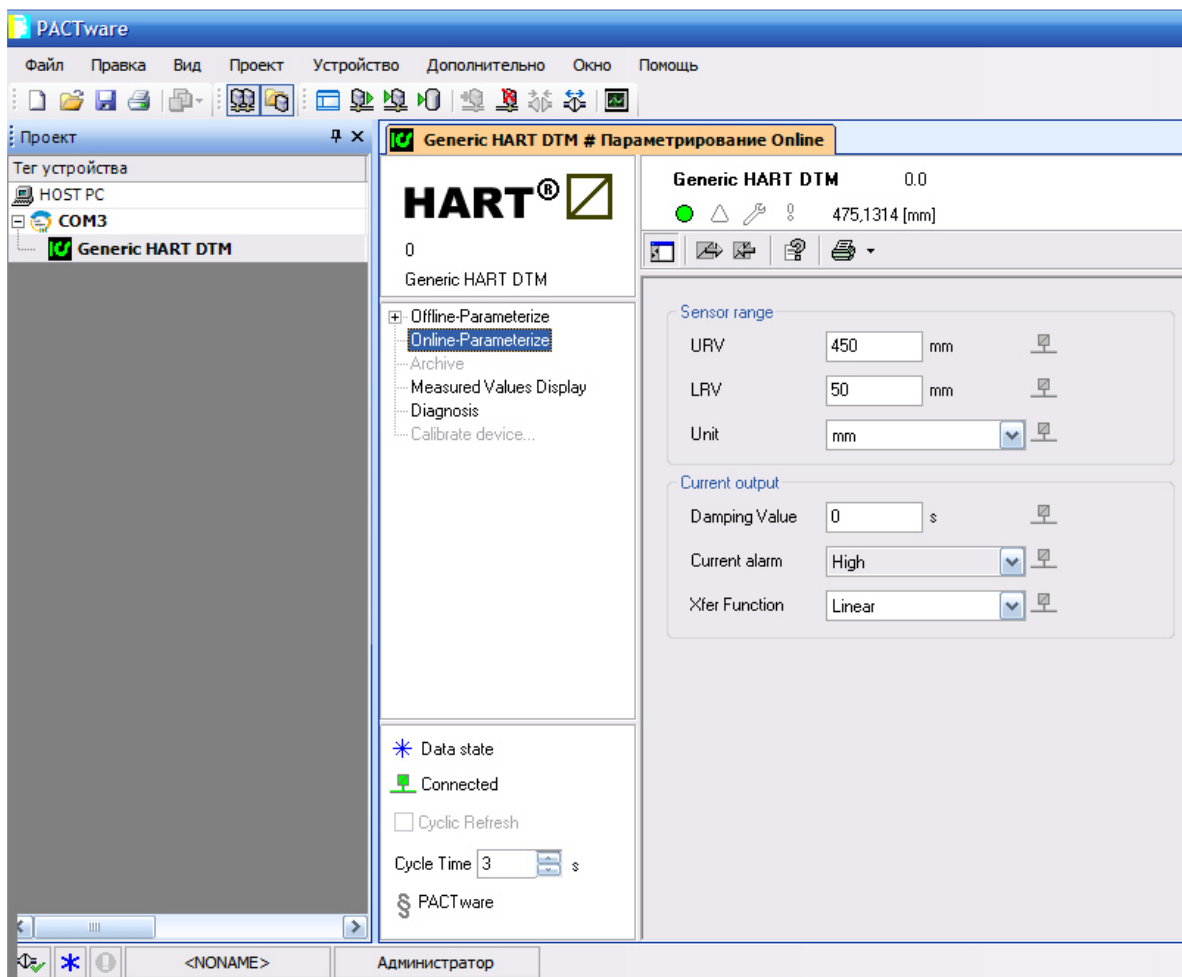 PACTware
Файл Правка Вид Проект Устройство Дополнительно Окно Помощь
Проект
Тег устройства
HOST PC
COM3
Generic HART DTM
Generic HART DTM # Параметрирование Online
HART®
0
Generic HART DTM
Offline-Parameterize
Online-Parameterize
Archive
Measured Values Display
Diagnosis
Calibrate device...
Data state
Connected
Cyclic Refresh
Cycle Time 3 s
PACTware
Generic HART DTM 0.0
475,1314 [mm]
Sensor range
URV 450 mm
LRV 50 mm
Unit mm
Current output
Damping Value 0 s
Current alarm High
Xfer Function Linear
<NONAME> Администратор